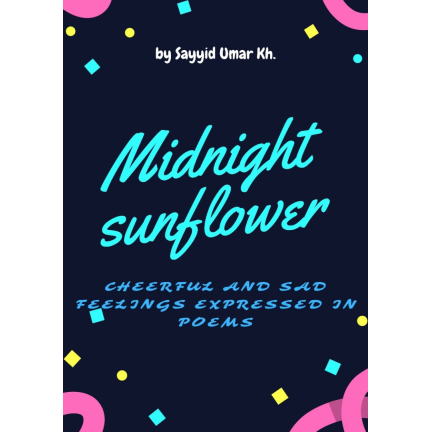 by Sayyid Umar Kh.
Midnight
sunflower
CHEERFUL AND SAD
FEELINGS EXPRESSED IN
POEMS